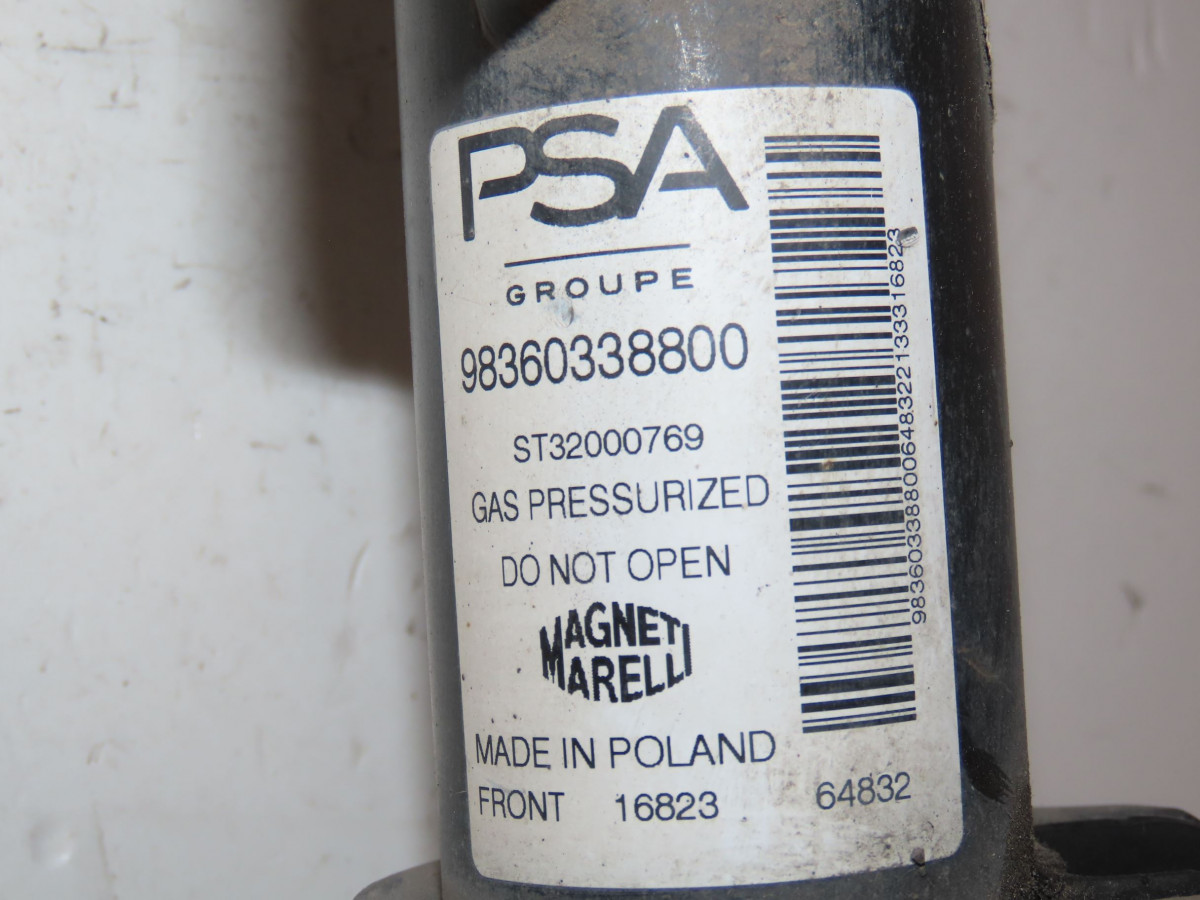 PSA
GROUPE
98360338800
ST32000769
GAS PRESSURIZED
DO NOT OPEN
MAGNETI
MARELLI
MADE IN POLAND
FRONT 16823 64832
98360338800648322133316823